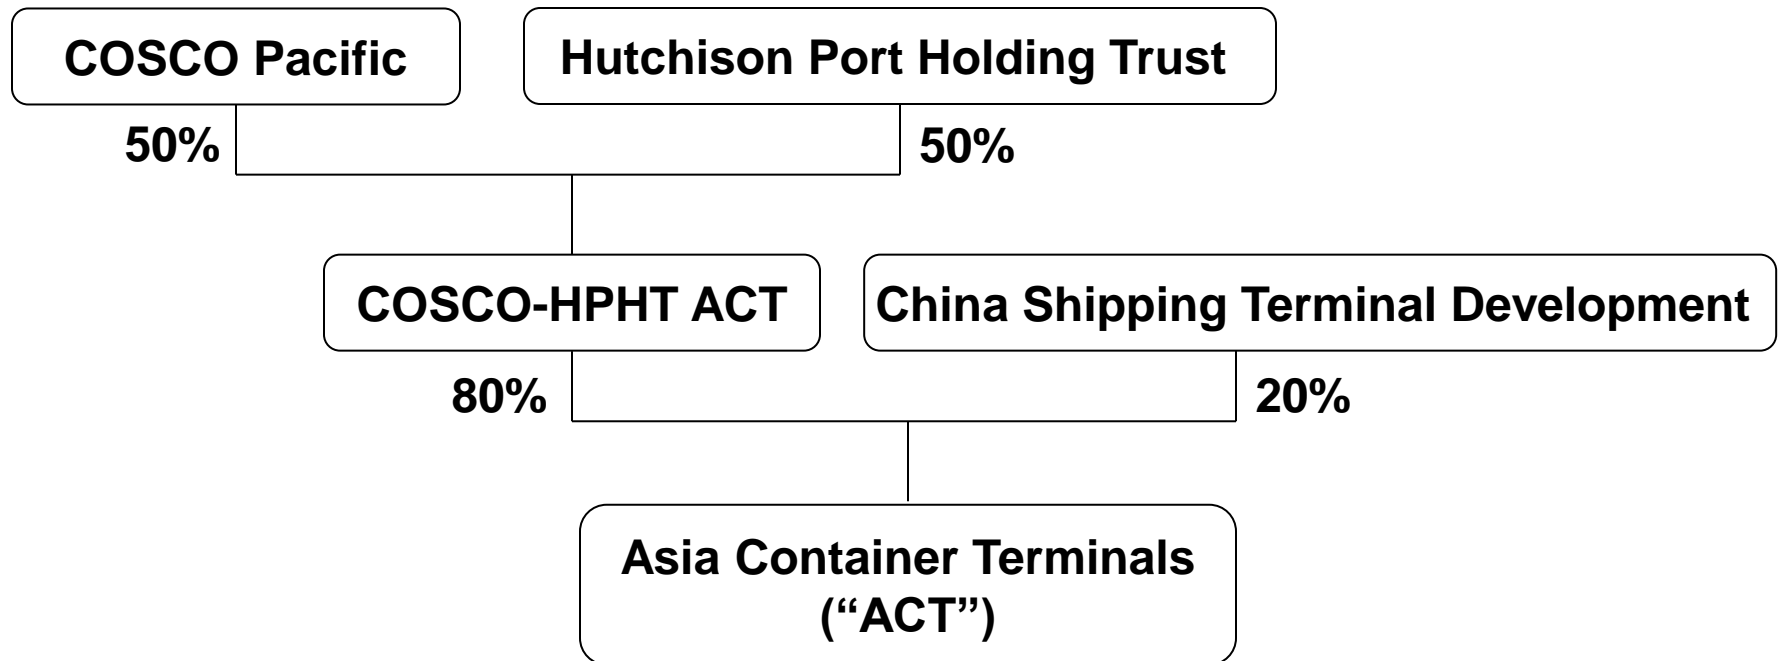 COSCO Pacific
Hutchison Port Holding Trust
50%
50%
COSCO-HPHT ACT
China Shipping Terminal Development
80%
20%
Asia Container Terminals
(“ACT”)